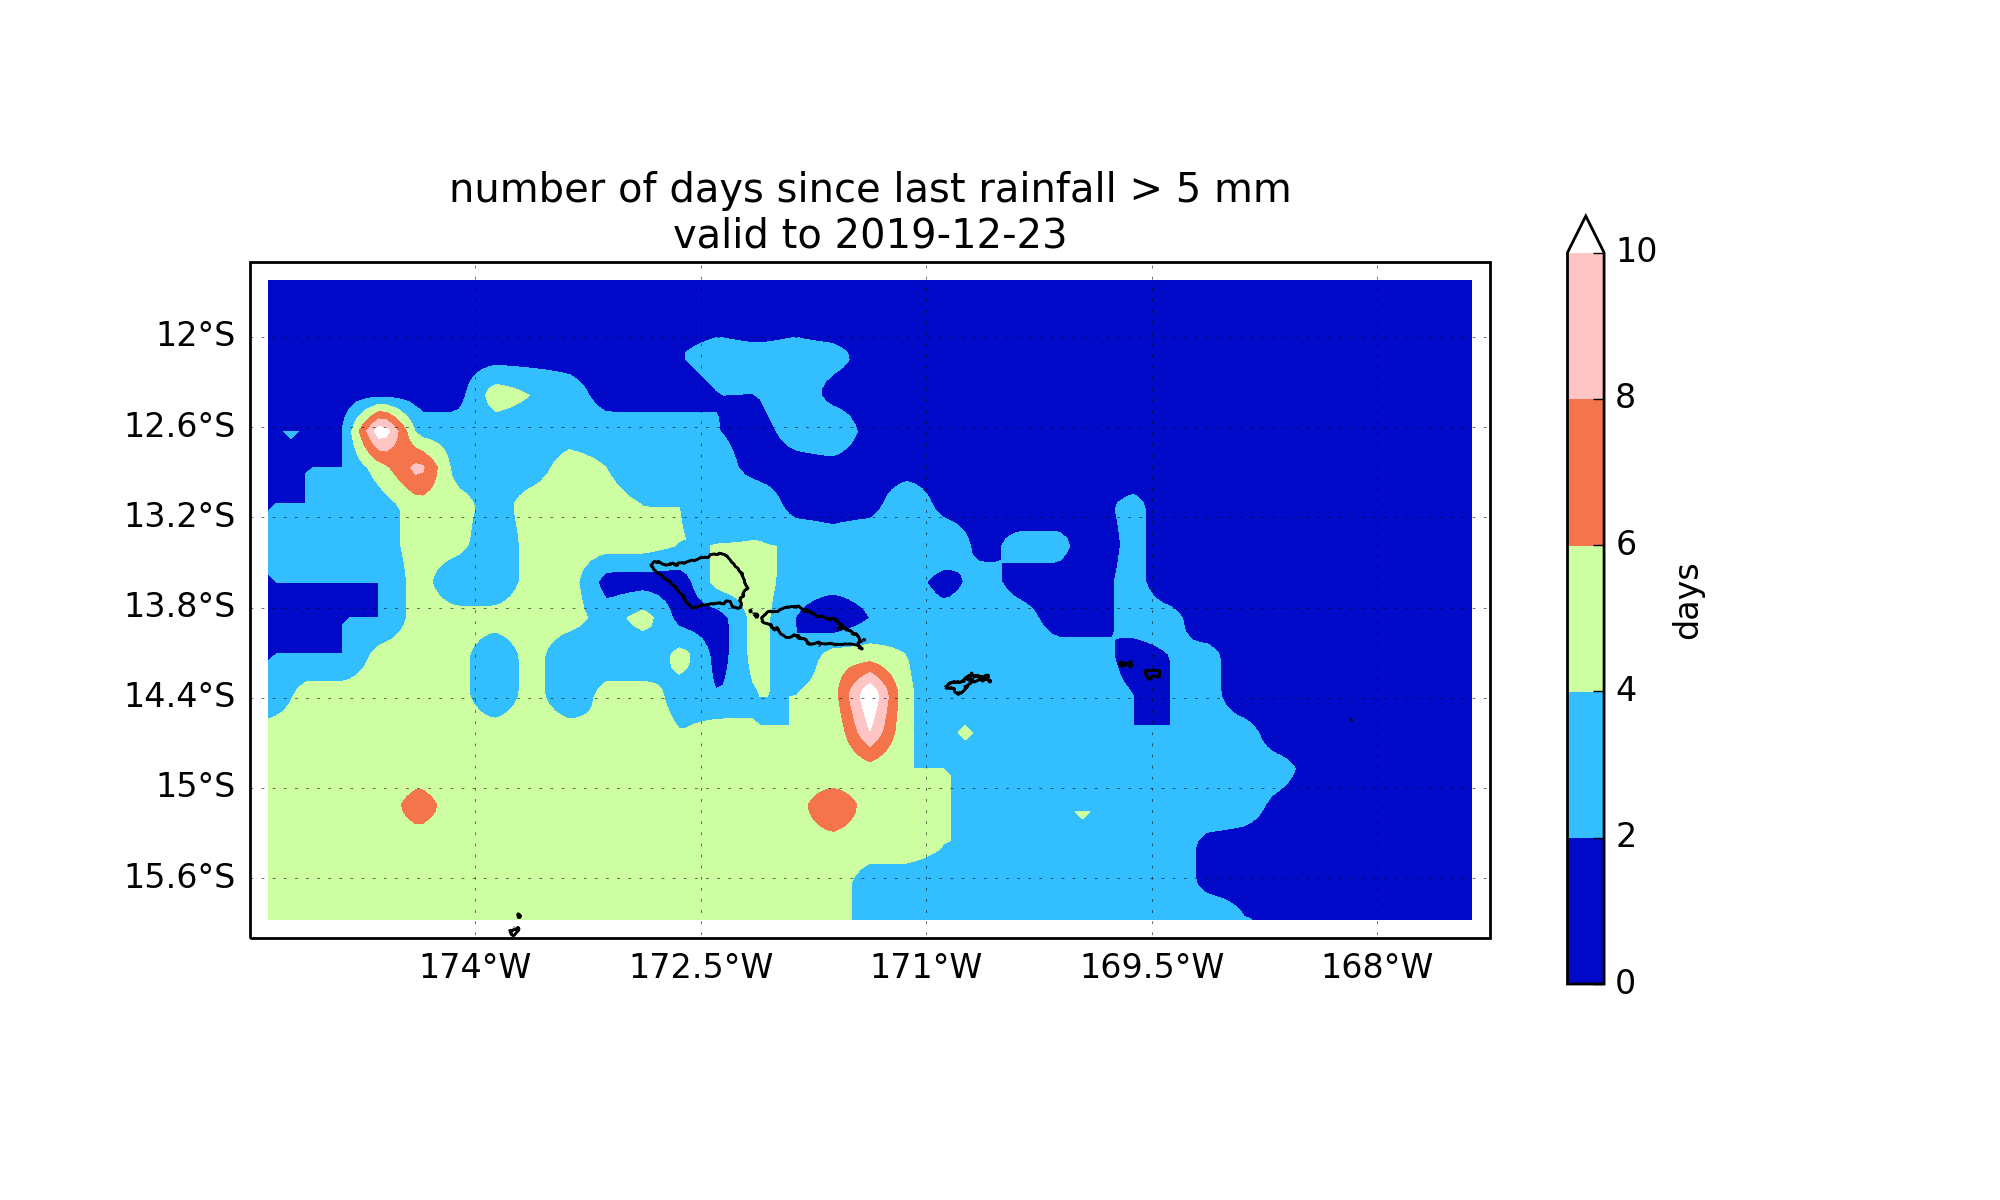 number of days since last rainfall > 5 mm
valid to 2019-12-23
12°S
12.6°S
13.2°S
13.8°S
14.4°S
15°S
15.6°S
174°W
172.5°W
171°W
169.5°W
168°W
10
8
6
4
2
0
days